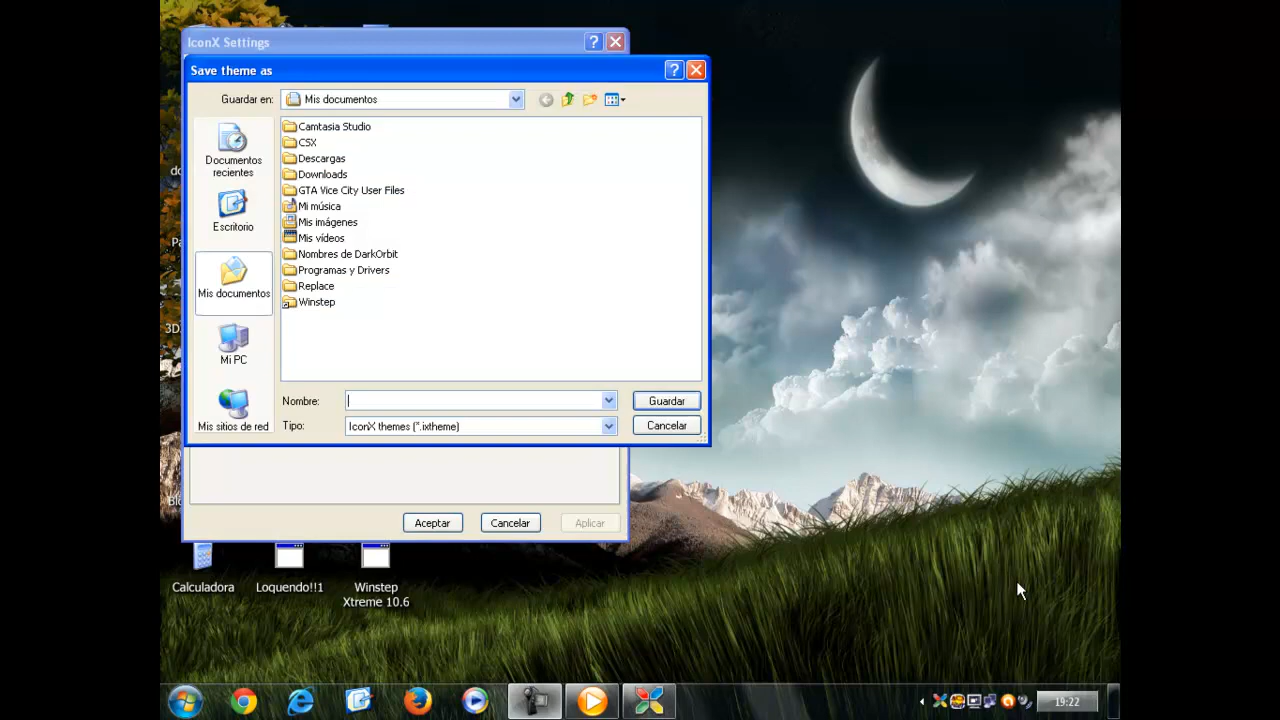 IconX Settings
Save theme as
Guardar en:
Mis documentos
Documentos
recientes
Escritorio
Mis documentos
Mi PC
Mis sitios de red
Camtasia Studio
CSX
Descargas
Downloads
GTA Vice City User Files
Mi música
Mis imágenes
Mis vídeos
Nombres de DarkOrbit
Programas y Drivers
Replace
Winstep
Nombre:
Guardar
Tipo:
IconX themes (*.ixtheme)
Cancelar
Aceptar
Cancelar
Aplicar
Calculadora
Loquendo!!1
Winstep
Xtreme 10.6
19:22